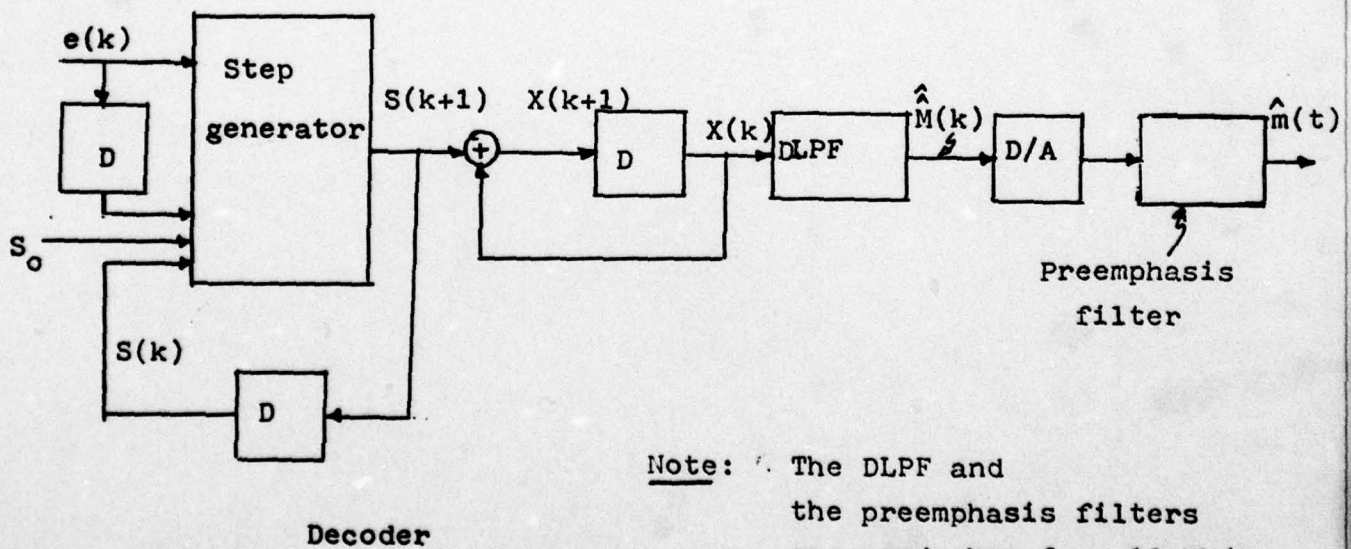 e(k)
Step
generator
D
S(k+1)
X(k+1)
D
X(k)
DLPF
M̂̂(k)
D/A
m̂(t)
S₀
Preemphasis
filter
S(k)
D
Note: The DLPF and
the preemphasis filters
Decoder